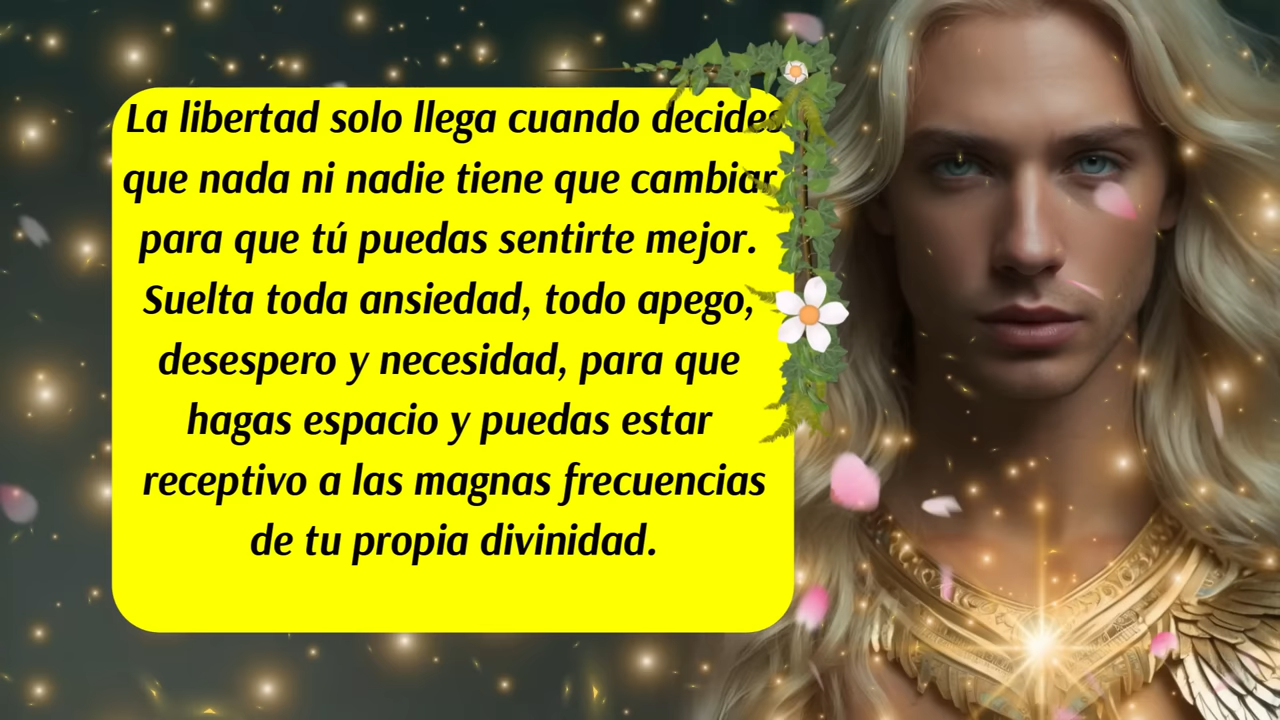 La libertad solo llega cuando decides
que nada ni nadie tiene que cambiar
para que tú puedas sentirte mejor.
Suelta toda ansiedad, todo apego,
desespero y necesidad, para que
hagas espacio y puedas estar
receptivo a las magnas frecuencias
de tu propia divinidad.